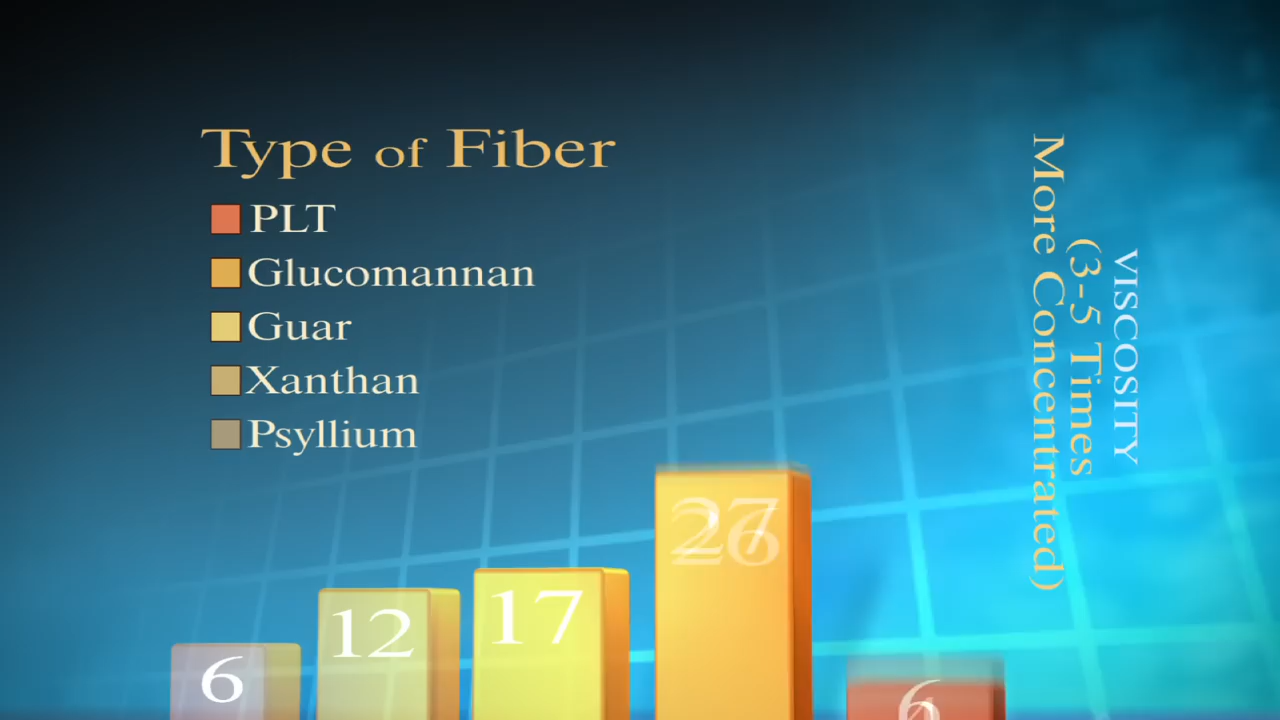 Type of Fiber
PLT
Glucomannan
Guar
Xanthan
Psyllium
VISCOSITY
(3-5 Times
More Concentrated)
6
12
17